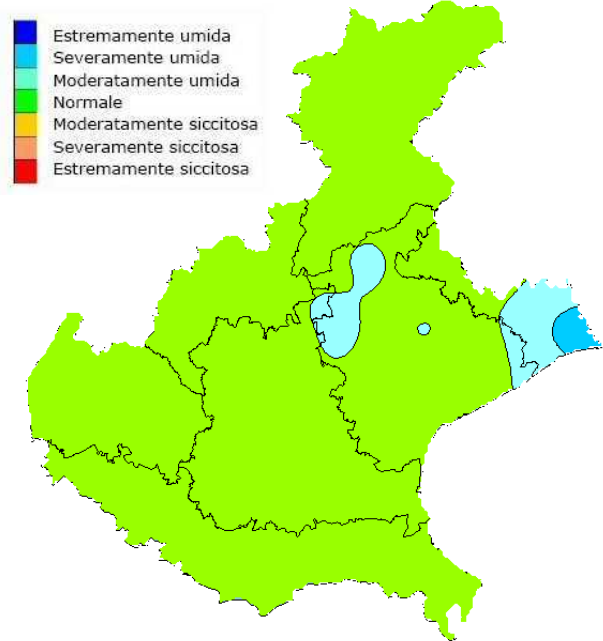 Estremamente umida
Severamente umida
Moderatamente umida
Normale
Moderatamente siccitosa
Severamente siccitosa
Estremamente siccitosa